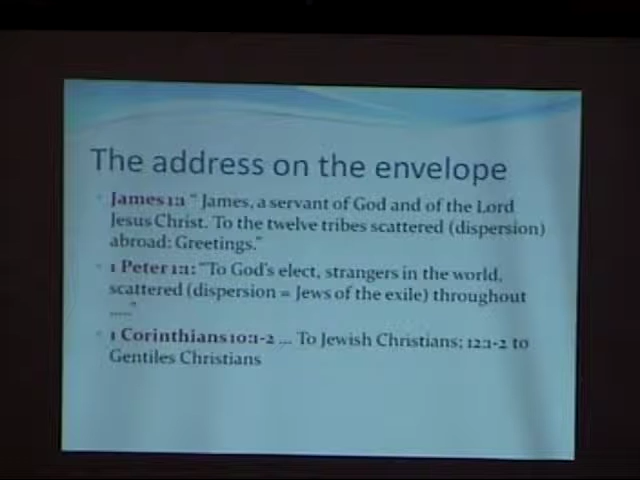 The address on the envelope
James 1:1 " James, a servant of God and of the Lord
Jesus Christ. To the twelve tribes scattered (dispersion)
abroad: Greetings."
1 Peter 1:1: "To God's elect, strangers in the world,
scattered (dispersion = Jews of the exile) throughout
....."
1 Corinthians 10:1-2 ... To Jewish Christians; 12:1-2 to
Gentiles Christians